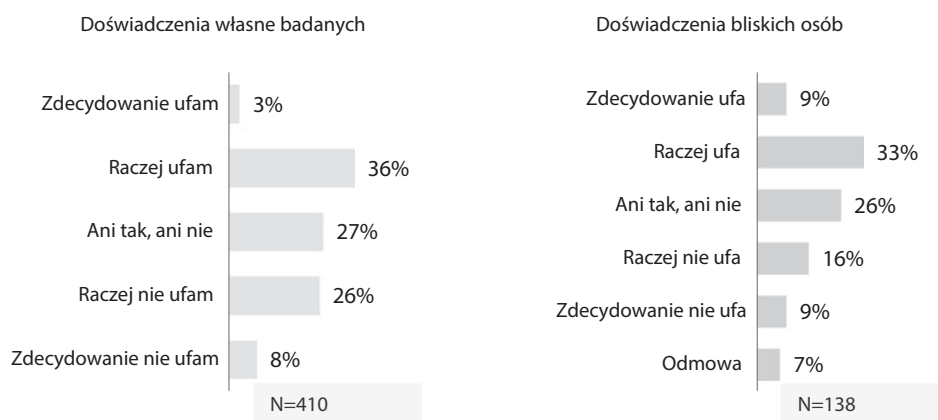 Doświadczenia własne badanych
Zdecydowanie ufam 3%
Raczej ufam 36%
Ani tak, ani nie 27%
Raczej nie ufam 26%
Zdecydowanie nie ufam 8%
N=410
Doświadczenia bliskich osób
Zdecydowanie ufa 9%
Raczej ufa 33%
Ani tak, ani nie 26%
Raczej nie ufa 16%
Zdecydowanie nie ufa 9%
Odmowa 7%
N=138